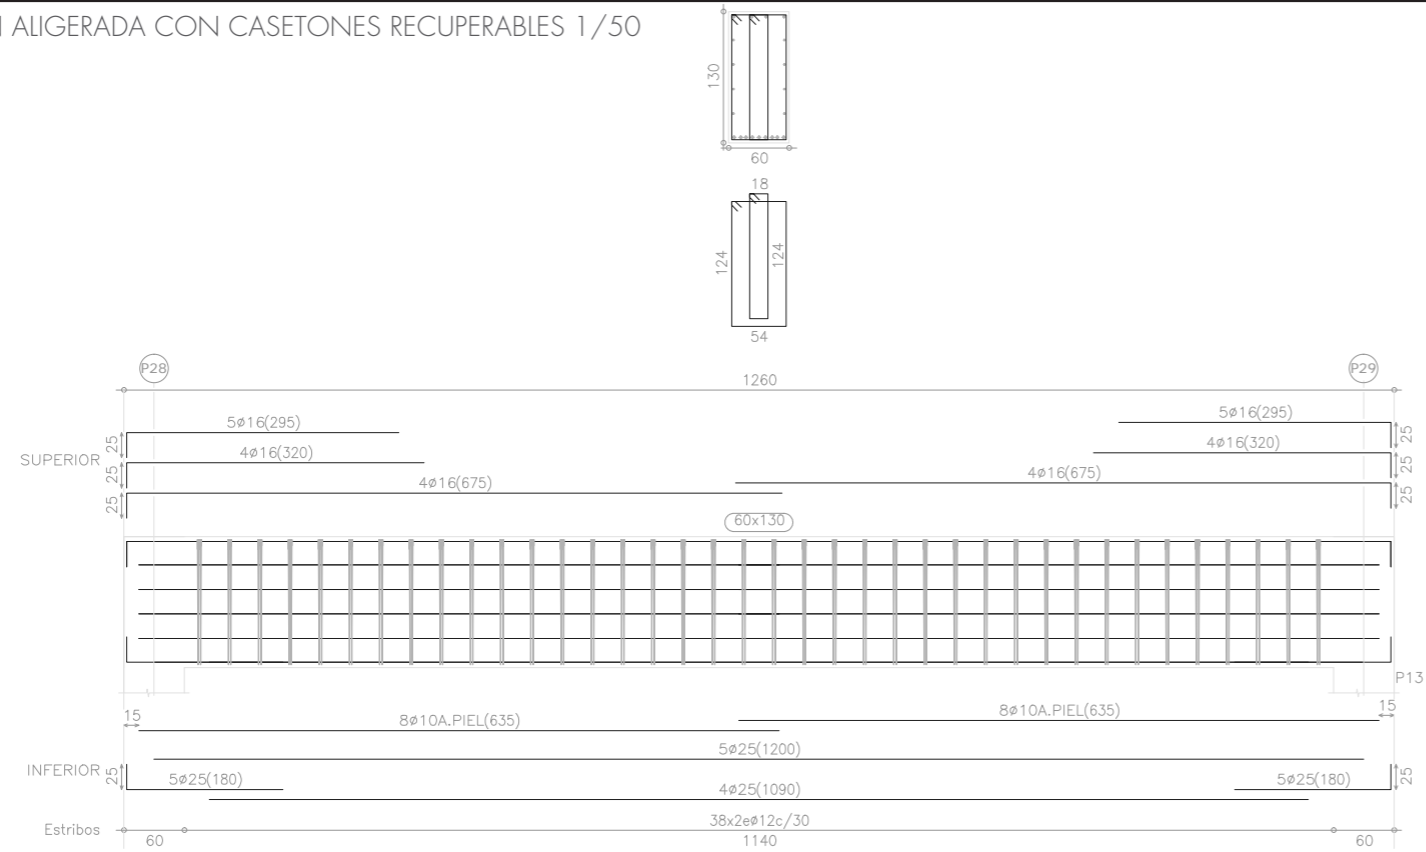 ALIGERADA CON CASETONES RECUPERABLES 1/50
130
60
18
124
124
54
P28
P29
1260
5ø16(295)
5ø16(295)
25
25
4ø16(320)
4ø16(320)
SUPERIOR
25
25
4ø16(675)
4ø16(675)
25
25
60x130
P13
15
15
8ø10A.PIEL(635)
8ø10A.PIEL(635)
5ø25(1200)
INFERIOR
25
25
5ø25(180)
5ø25(180)
4ø25(1090)
38x2eø12c/30
Estribos
60
1140
60